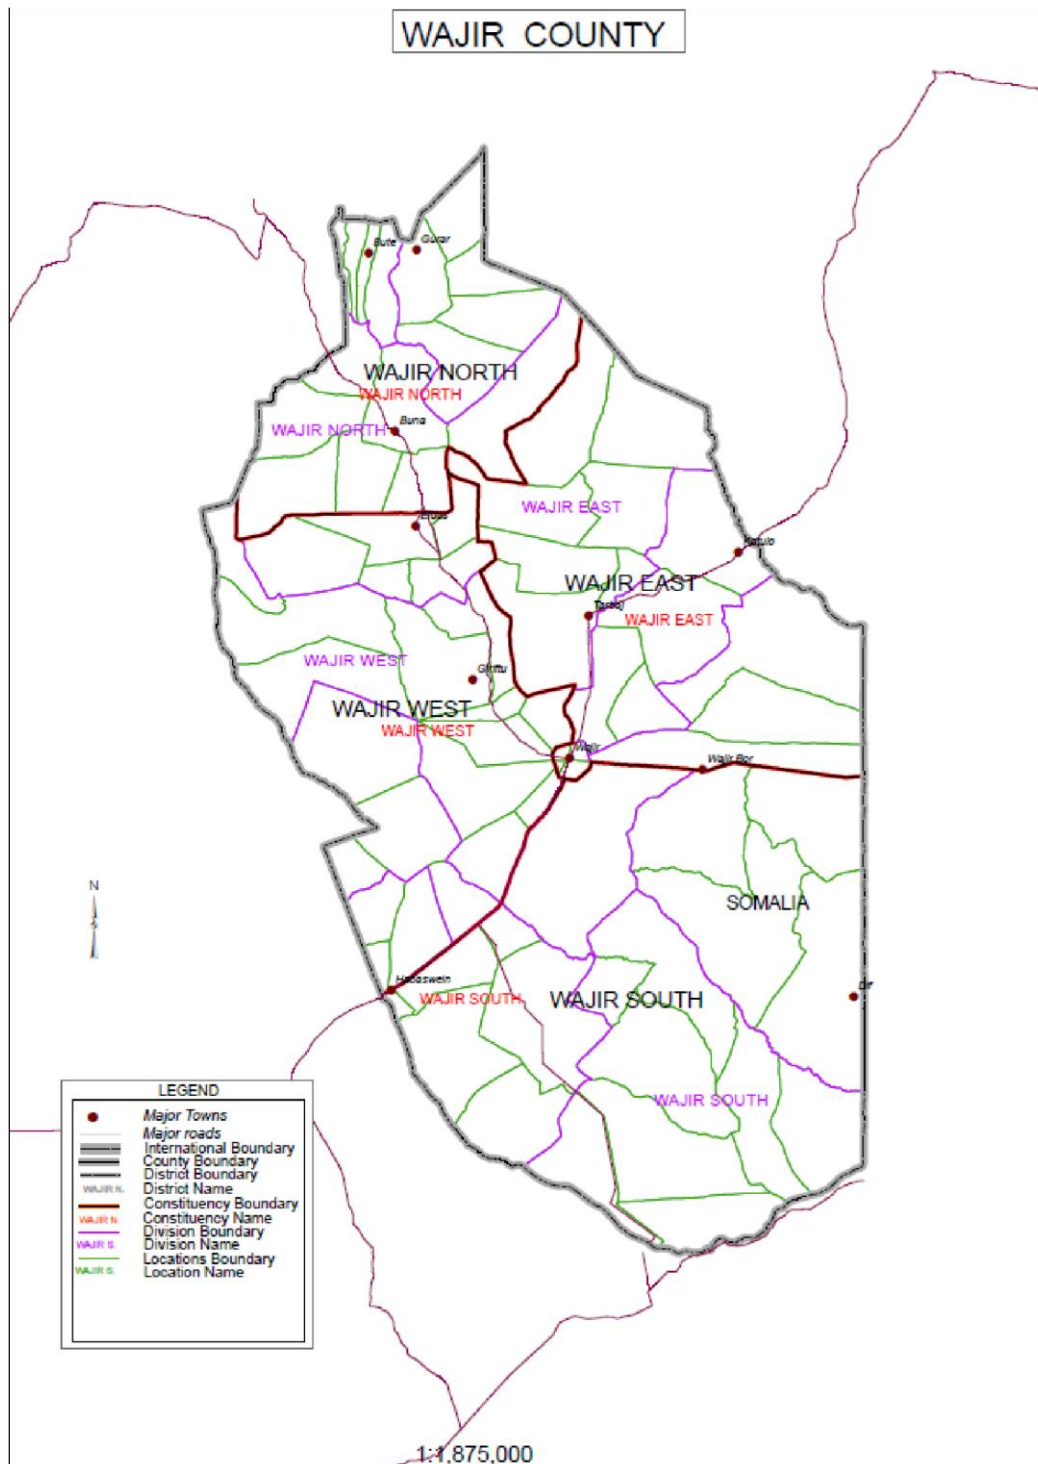 WAJIR COUNTY
Bute
Gurar
WAJIR NORTH
WAJIR NORTH
Buna
WAJIR NORTH
WAJIR EAST
WAJIR EAST
Tarbaj
WAJIR EAST
WAJIR WEST
Giriftu
WAJIR WEST
WAJIR WEST
Wajir
Wajir Bor
N
SOMALIA
Habaswein
WAJIR SOUTH
WAJIR SOUTH
WAJIR SOUTH
LEGEND
Major Towns
Major roads
International Boundary
County Boundary
District Boundary
WAJIR N. District Name
Constituency Boundary
WAJIR N. Constituency Name
Division Boundary
WAJIR S. Division Name
Locations Boundary
WAJIR S. Location Name
1:1,875,000